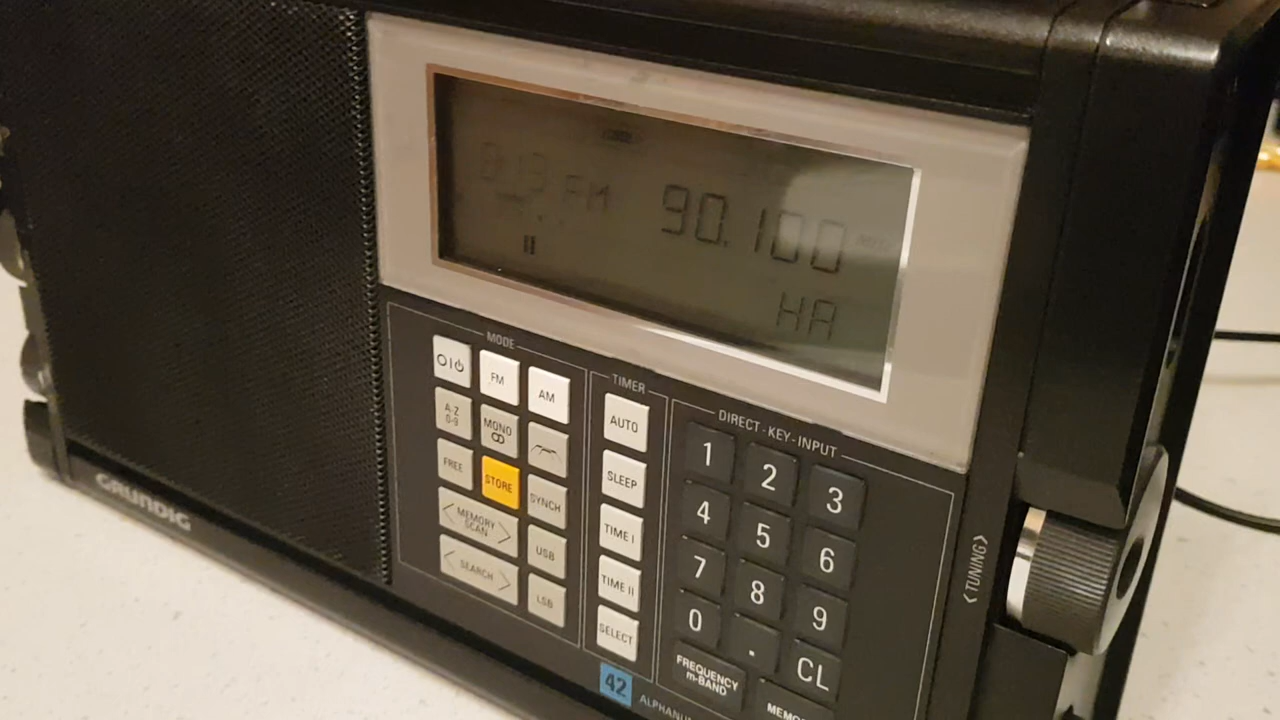 FM 90.100
HA
MODE
FM
AM
A-Z
0-9
MONO
FREE
STORE
SYNCH
MEMORY
SCAN
USB
SEARCH
LSB
TIMER
AUTO
SLEEP
TIME I
TIME II
SELECT
DIRECT-KEY-INPUT
1 2 3
4 5 6
7 8 9
0 . CL
FREQUENCY
m-BAND
42
<TUNING>
GRUNDIG